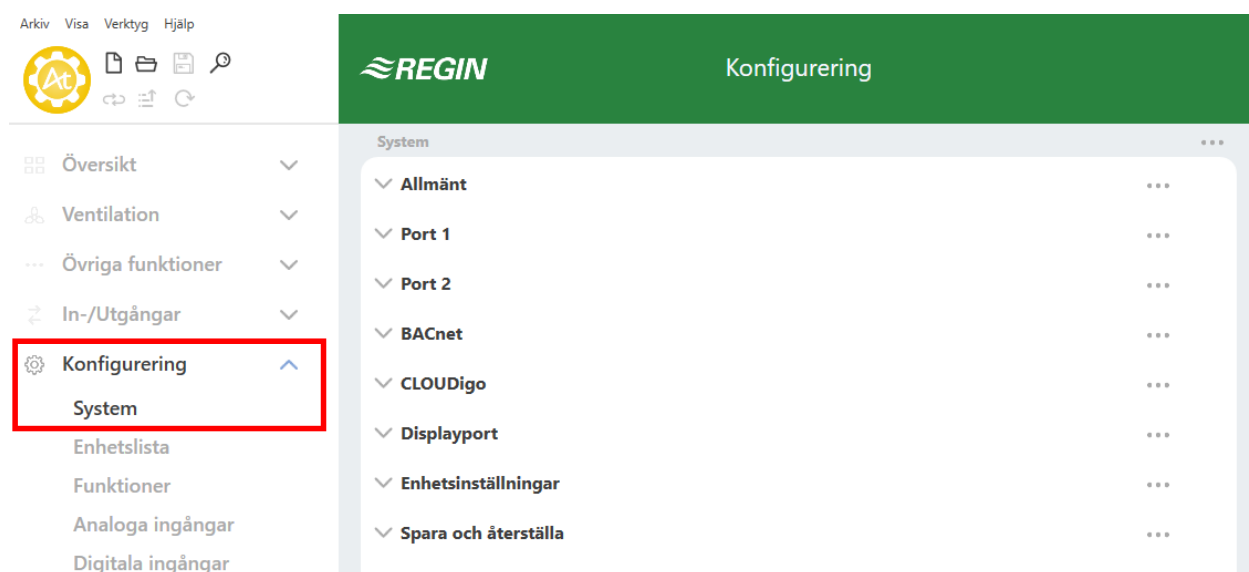 Arkiv Visa Verktyg Hjälp
At
REGIN
Konfigurering
System
Översikt
Ventilation
Övriga funktioner
In-/Utgångar
Konfigurering
System
Enhetslista
Funktioner
Analoga ingångar
Digitala ingångar
Allmänt
Port 1
Port 2
BACnet
CLOUDigo
Displayport
Enhetsinställningar
Spara och återställa